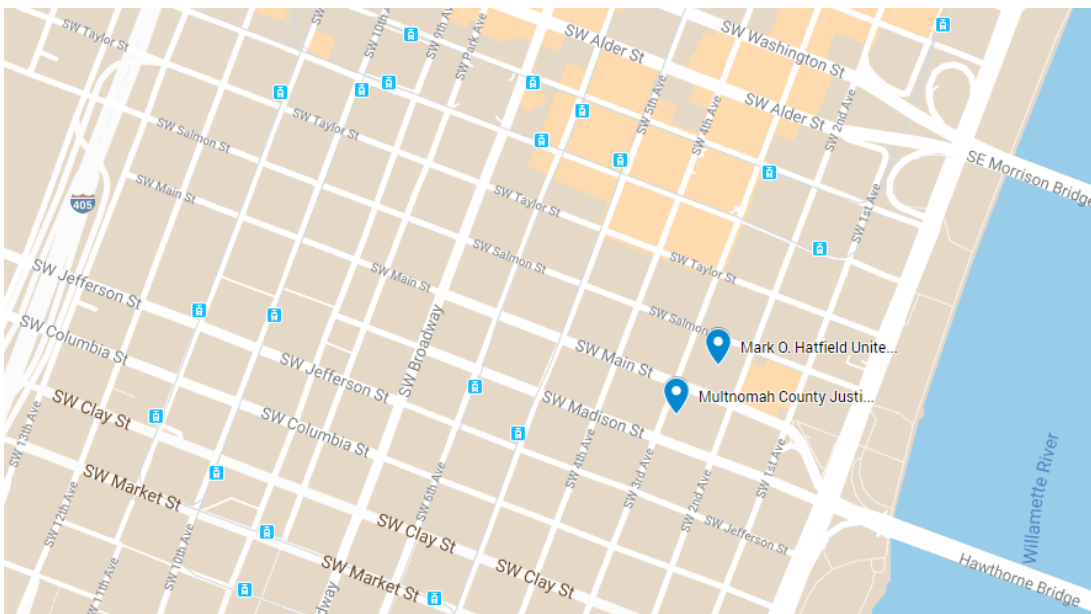 SW Taylor St
SW 10th Ave
SW 9th Ave
SW Park Ave
SW Alder St
SW Washington St
SW 5th Ave
SW 4th Ave
SW Alder St
SW 2nd Ave
SE Morrison Bridge
SW Salmon St
SW Taylor St
SW Main St
405
SW Taylor St
SW 1st Ave
SW Salmon St
SW Taylor St
SW Jefferson St
SW Main St
SW Salmon St
Mark O. Hatfield Unite...
SW Columbia St
SW Broadway
SW Main St
SW Jefferson St
Multnomah County Justi...
SW Clay St
SW Madison St
SW Columbia St
SW 13th Ave
SW 4th Ave
SW 3rd Ave
SW 2nd Ave
SW 1st Ave
SW 6th Ave
SW Market St
SW 12th Ave
SW 10th Ave
SW 11th Ave
SW Clay St
SW Jefferson St
SW Market St
SW Clay St
Willamette River
Hawthorne Bridge